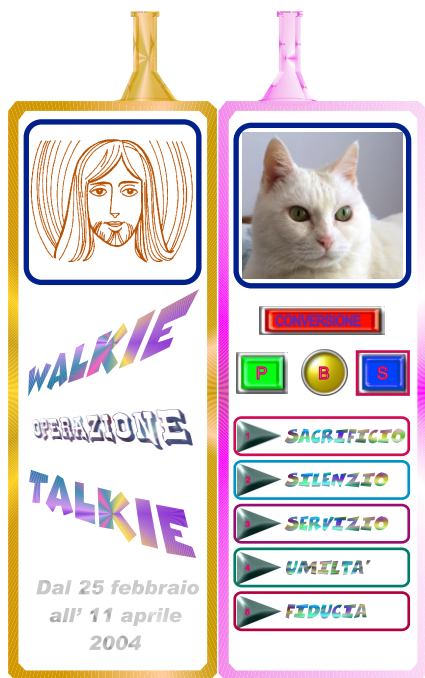 WALKIE
OPERAZIONE
TALKIE
Dal 25 febbraio
all' 11 aprile
2004
CONVERSIONE
P B S
1 SACRIFICIO
2 SILENZIO
3 SERVIZIO
4 UMILTA'
5 FIDUCIA